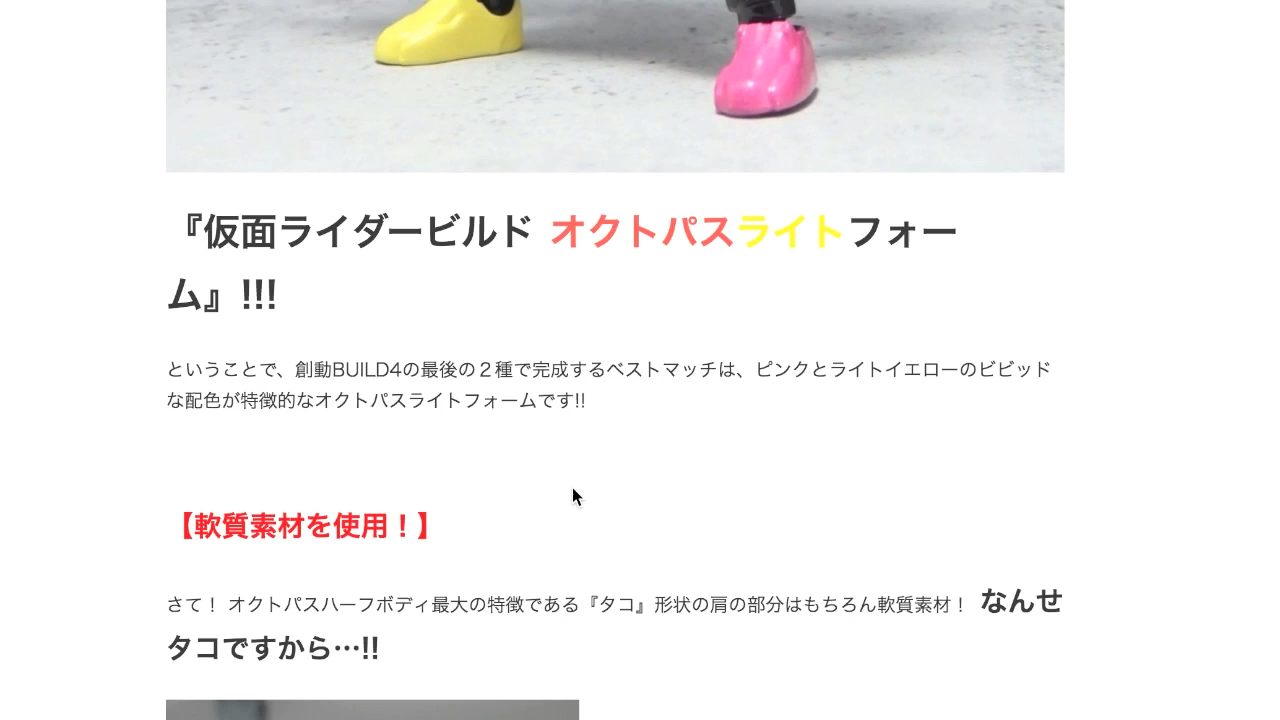 『仮面ライダービルド オクトパスライトフォー
ム』!!!
ということで、創動BUILD4の最後の２種で完成するベストマッチは、ピンクとライトイエローのビビッド
な配色が特徴的なオクトパスライトフォームです!!
【軟質素材を使用！】
さて！ オクトパスハーフボディ最大の特徴である『タコ』形状の肩の部分はもちろん軟質素材！ なんせ
タコですから…!!